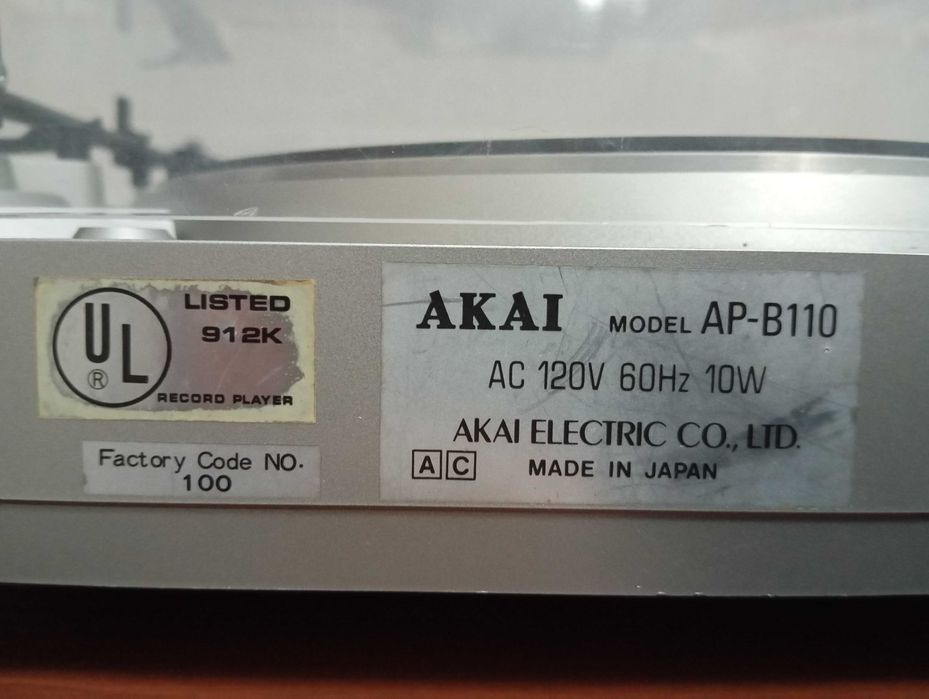 UL
®
LISTED
912K
RECORD PLAYER
Factory Code NO.
100
AKAI MODEL AP-B110
AC 120V 60Hz 10W
AKAI ELECTRIC CO., LTD.
A C MADE IN JAPAN